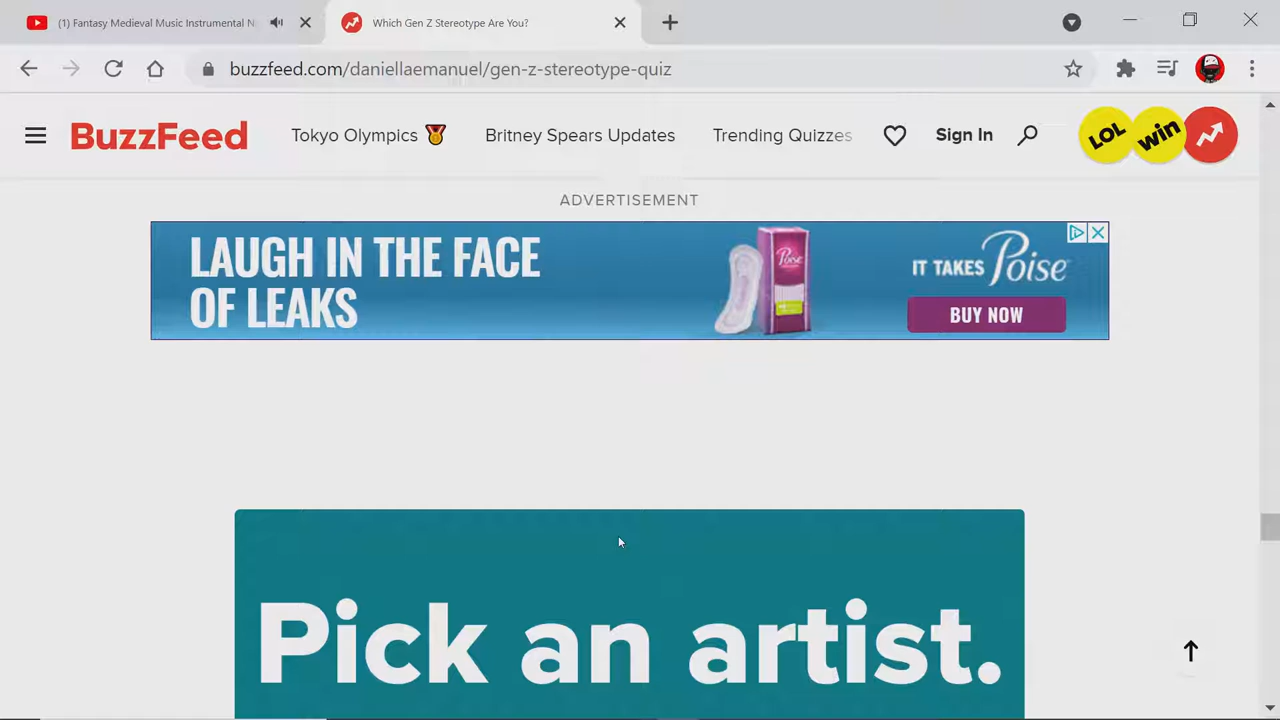 (1) Fantasy Medieval Music Instrumental N
Which Gen Z Stereotype Are You?
buzzfeed.com/daniellaemanuel/gen-z-stereotype-quiz
BuzzFeed
Tokyo Olympics
Britney Spears Updates
Trending Quizzes
Sign In
LOL
win
ADVERTISEMENT
LAUGH IN THE FACE
OF LEAKS
Poise
IT TAKES Poise
BUY NOW
Pick an artist.